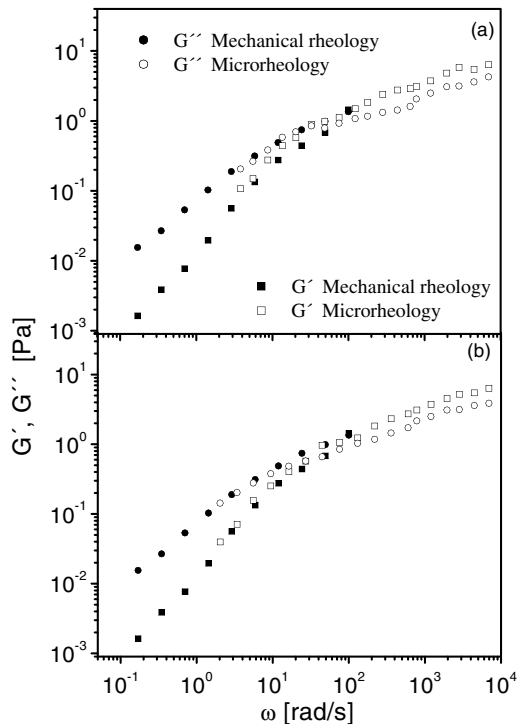 (a)
G´´ Mechanical rheology
G´´ Microrheology
10¹
10⁰
10⁻¹
10⁻²
10⁻³
G´ Mechanical rheology
G´ Microrheology
G´, G´´ [Pa]
(b)
10¹
10⁰
10⁻¹
10⁻²
10⁻³
10⁻¹ 10⁰ 10¹ 10² 10³ 10⁴
ω [rad/s]